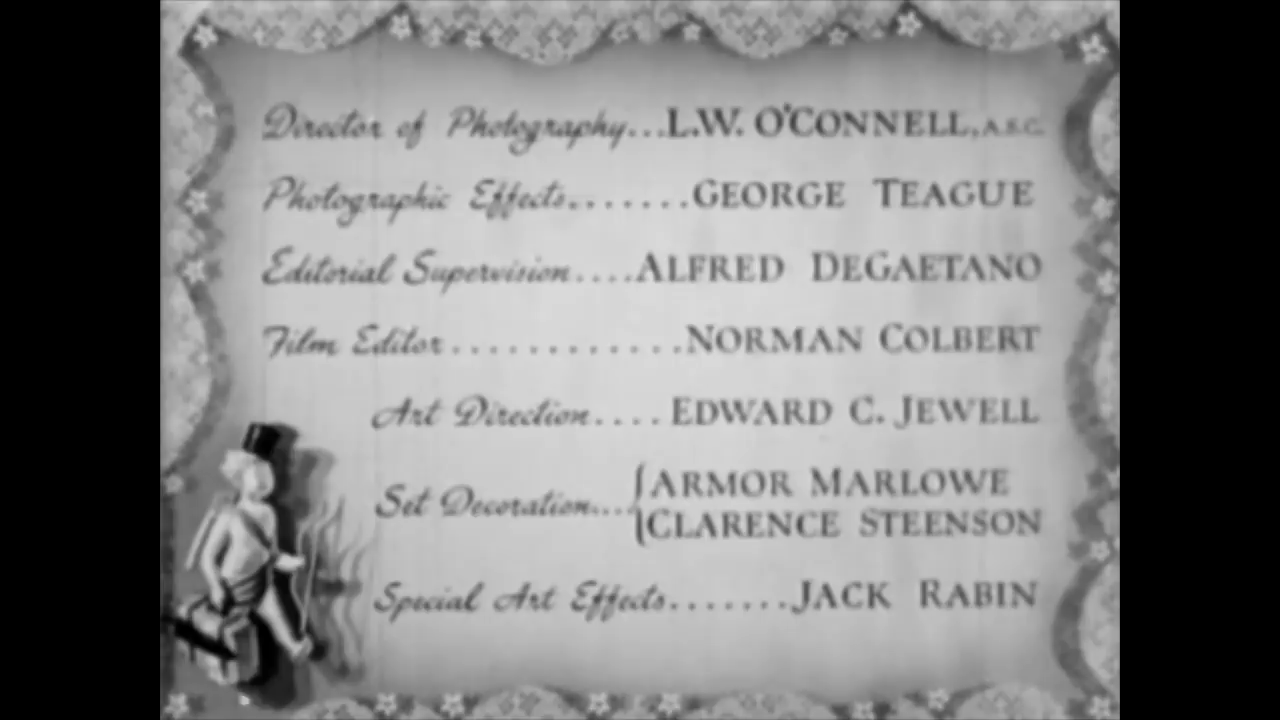 Director of Photography...L.W. O'CONNELL, A.S.C.
Photographic Effects.......GEORGE TEAGUE
Editorial Supervision....ALFRED DEGAETANO
Film Editor.............NORMAN COLBERT
Art Direction....EDWARD C. JEWELL
Set Decoration...{ARMOR MARLOWE
CLARENCE STEENSON
Special Art Effects.......JACK RABIN